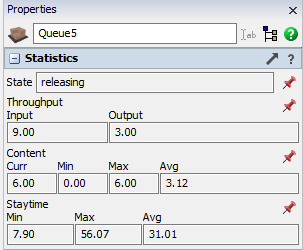 Properties
Queue5
ab
?
Statistics
?
State releasing
Throughput
Input Output
9.00 3.00
Content
Curr Min Max Avg
6.00 0.00 6.00 3.12
Staytime
Min Max Avg
7.90 56.07 31.01